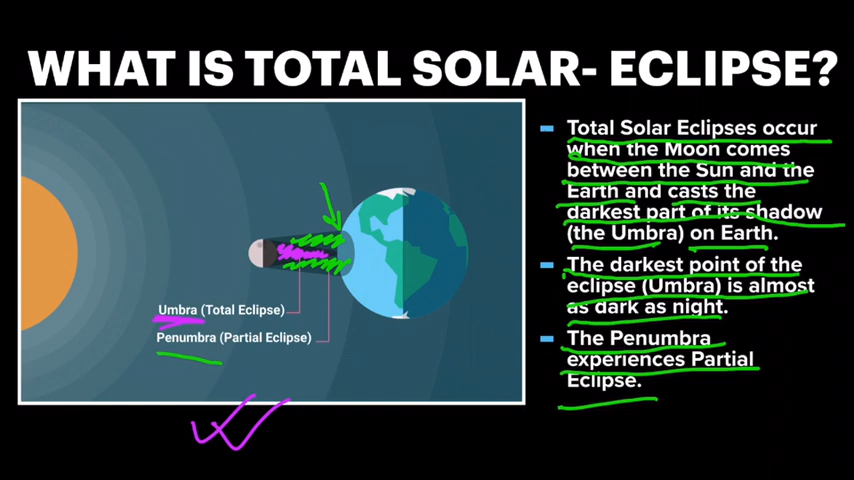 WHAT IS TOTAL SOLAR- ECLIPSE?
Total Solar Eclipses occur
when the Moon comes
between the Sun and the
Earth and casts the
darkest part of its shadow
(the Umbra) on Earth.
The darkest point of the
eclipse (Umbra) is almost
as dark as night.
The Penumbra
experiences Partial
Eclipse.
Umbra (Total Eclipse)
Penumbra (Partial Eclipse)